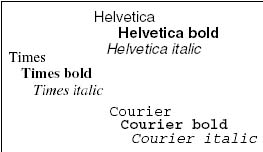 Helvetica
Helvetica bold
Helvetica italic
Times
Times bold
Times italic
Courier
Courier bold
Courier italic